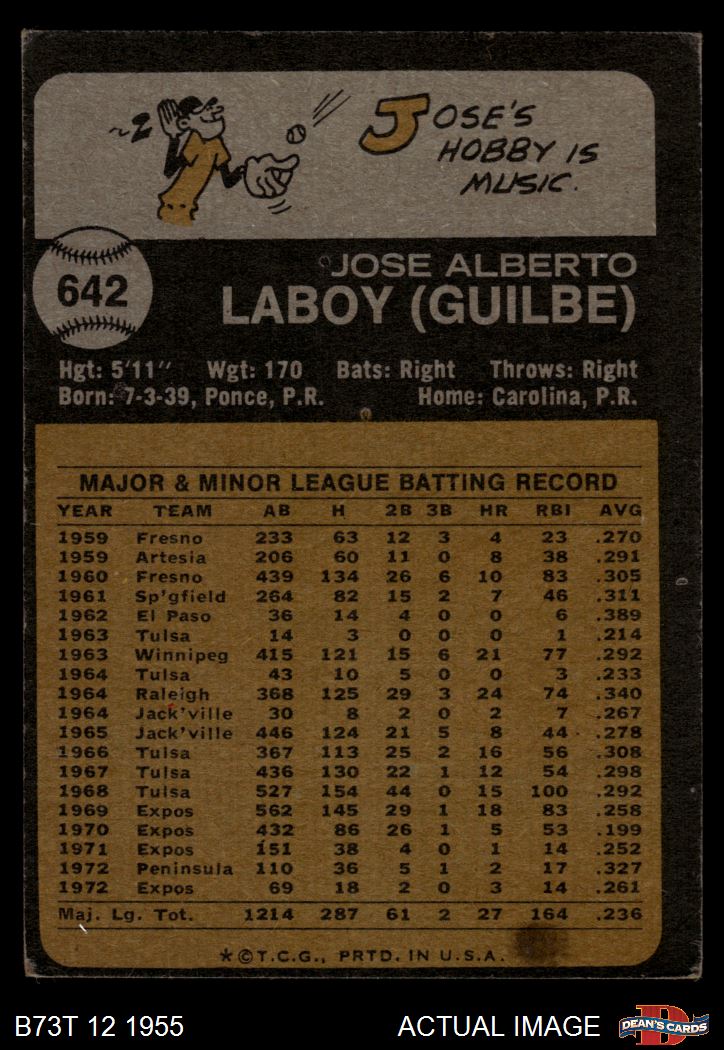 ~2
JOSE'S
HOBBY IS
MUSIC.
642
JOSE ALBERTO
LABOY (GUILBE)
Hgt: 5'11" Wgt: 170 Bats: Right Throws: Right
Born: 7-3-39, Ponce, P.R. Home: Carolina, P.R.
MAJOR & MINOR LEAGUE BATTING RECORD
YEAR TEAM AB H 2B 3B HR RBI AVG
1959 Fresno 233 63 12 3 4 23 .270
1959 Artesia 206 60 11 0 8 38 .291
1960 Fresno 439 134 26 6 10 83 .305
1961 Sp'gfield 264 82 15 2 7 46 .311
1962 El Paso 36 14 4 0 0 6 .389
1963 Tulsa 14 3 0 0 0 1 .214
1963 Winnipeg 415 121 15 6 21 77 .292
1964 Tulsa 43 10 5 0 0 3 .233
1964 Raleigh 368 125 29 3 24 74 .340
1964 Jack'ville 30 8 2 0 2 7 .267
1965 Jack'ville 446 124 21 5 8 44 .278
1966 Tulsa 367 113 25 2 16 56 .308
1967 Tulsa 436 130 22 1 12 54 .298
1968 Tulsa 527 154 44 0 15 100 .292
1969 Expos 562 145 29 1 18 83 .258
1970 Expos 432 86 26 1 5 53 .199
1971 Expos 151 38 4 0 1 14 .252
1972 Peninsula 110 36 5 1 2 17 .327
1972 Expos 69 18 2 0 3 14 .261
Maj. Lg. Tot. 1214 287 61 2 27 164 .236
*©T.C.G., PRTD. IN U.S.A.
B73T 12 1955 ACTUAL IMAGE
D
DEAN'S CARDS